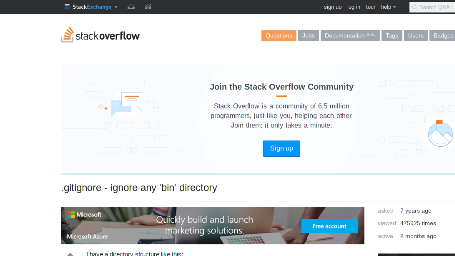 StackExchange
sign up log in tour help
Search Q&A
stackoverflow
Questions Jobs Documentation Beta Tags Users Badges
Join the Stack Overflow Community
Stack Overflow is a community of 6.5 million
programmers, just like you, helping each other.
Join them; it only takes a minute:
Sign up
.gitignore - ignore any 'bin' directory
Microsoft
Quickly build and launch
marketing solutions.
Free account
Microsoft Azure
asked 7 years ago
viewed 475925 times
active 2 months ago
I have a directory structure like this: